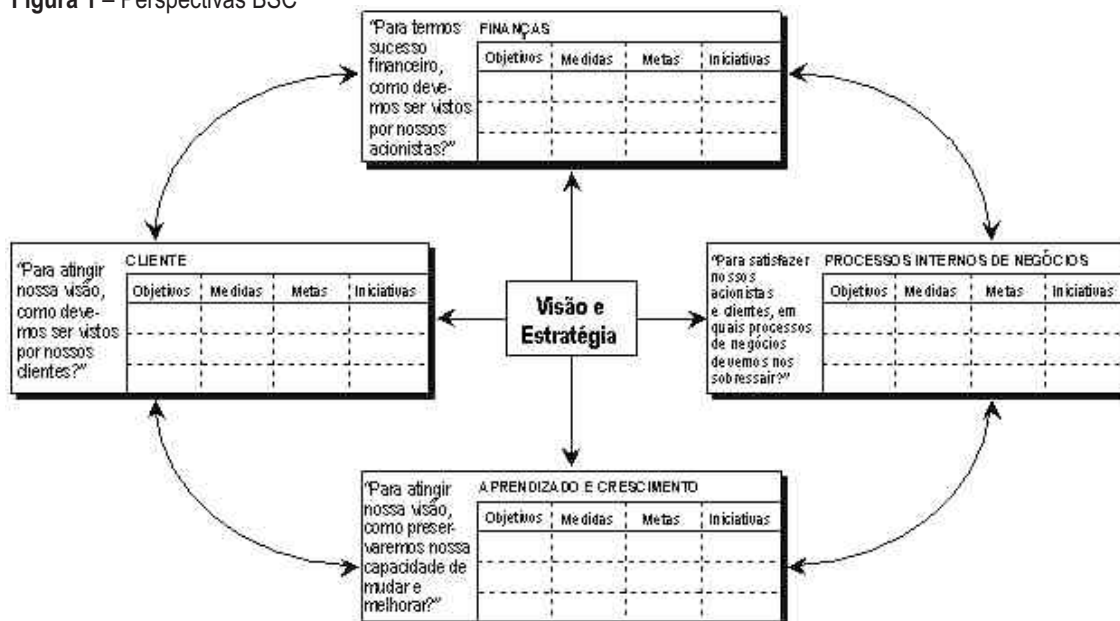 Figura 1 – Perspectivas BSC
"Para termos
sucesso
financeiro,
como deve-
mos ser vistos
por nossos
acionistas?"
FINANÇAS
Objetivos Medidas Metas Iniciativas
"Para atingir
nossa visão,
como deve-
mos ser vistos
por nossos
clientes?"
CLIENTE
Objetivos Medidas Metas Iniciativas
Visão e
Estratégia
"Para satisfazer
nossos
acionistas
e clientes, em
quais processos
de negócio
devemos nos
sobressair?"
PROCESSOS INTERNOS DE NEGÓCIOS
Objetivos Medidas Metas Iniciativas
"Para atingir
nossa visão,
como preser-
varemos nossa
capacidade de
mudar e
melhorar?"
APRENDIZADO E CRESCIMENTO
Objetivos Medidas Metas Iniciativas